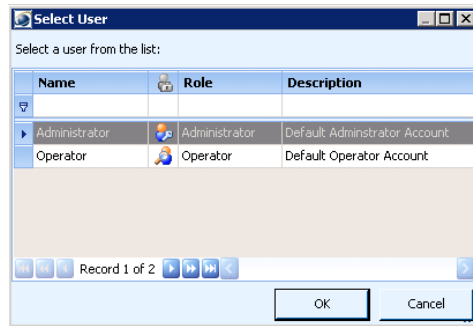 Select User
Select a user from the list:
Name Role Description
Administrator Administrator Default Adminstrator Account
Operator Operator Default Operator Account
Record 1 of 2
OK Cancel